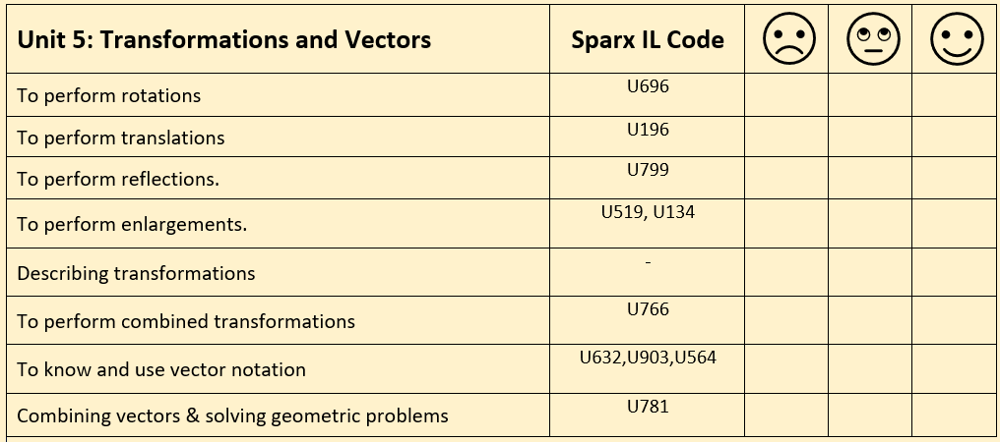 Unit 5: Transformations and Vectors Sparx IL Code
To perform rotations U696
To perform translations U196
To perform reflections. U799
To perform enlargements. U519, U134
Describing transformations -
To perform combined transformations U766
To know and use vector notation U632,U903,U564
Combining vectors & solving geometric problems U781